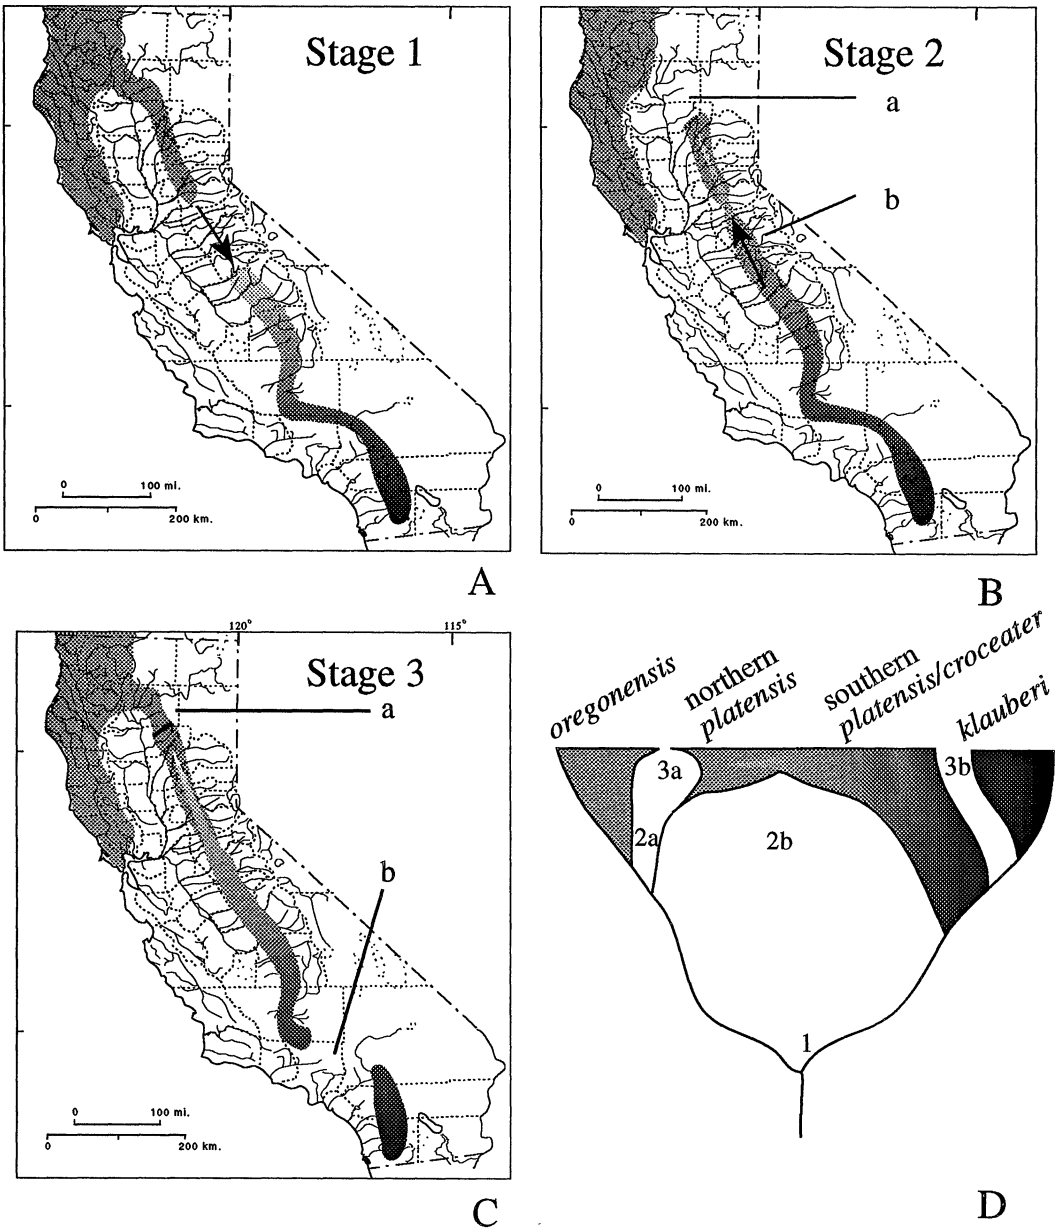 Stage 1
0 100 mi.
0 200 km.
A
Stage 2
a
b
0 100 mi.
0 200 km.
B
120° 115°
Stage 3
a
b
0 100 mi.
0 200 km.
C
oregonensis
northern
platensis
southern
platensis/croceater
klauberi
3a
3b
2a
2b
1
D